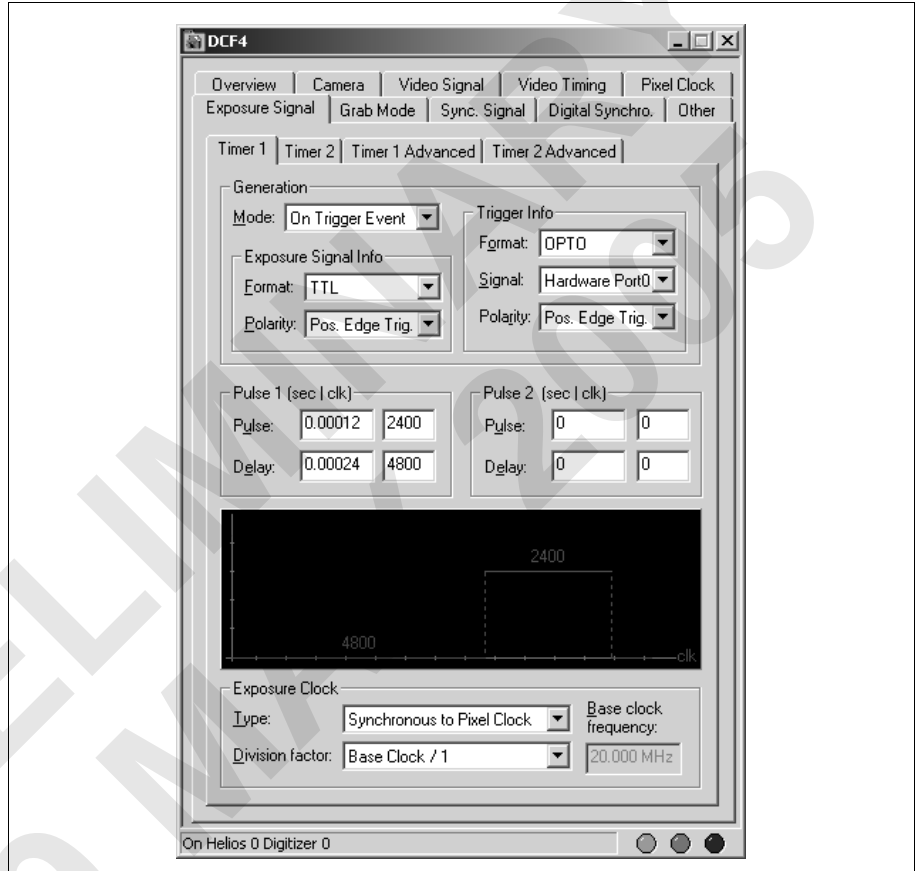 DCF4
Overview Camera Video Signal Video Timing Pixel Clock
Exposure Signal Grab Mode Sync. Signal Digital Synchro. Other
Timer 1 Timer 2 Timer 1 Advanced Timer 2 Advanced
Generation
Mode: On Trigger Event
Exposure Signal Info
Format: TTL
Polarity: Pos. Edge Trig.
Trigger Info
Format: OPTO
Signal: Hardware Port0
Polarity: Pos. Edge Trig.
Pulse 1 (sec | clk)
Pulse: 0.00012 2400
Delay: 0.00024 4800
Pulse 2 (sec | clk)
Pulse: 0 0
Delay: 0 0
2400
4800
clk
Exposure Clock
Type: Synchronous to Pixel Clock
Division factor: Base Clock / 1
Base clock
frequency:
20.000 MHz
On Helios 0 Digitizer 0
ELIMINARY
MAY 2005